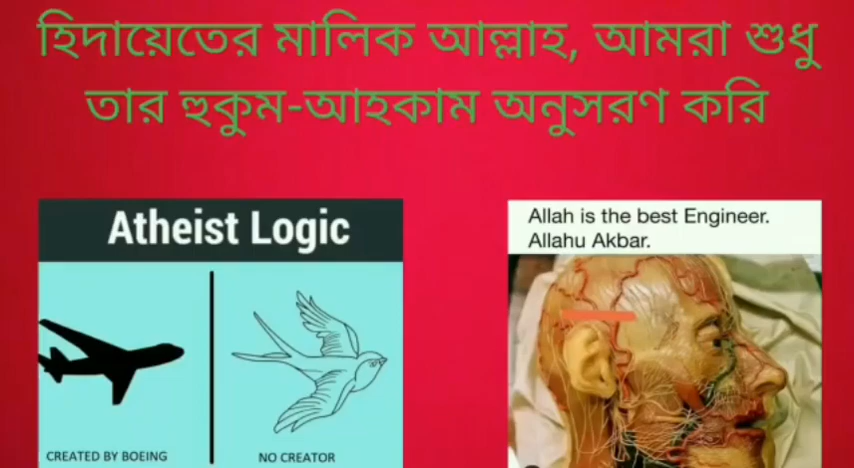 হিদায়েতের মালিক আল্লাহ, আমরা শুধু
তার হুকুম-আহকাম অনুসরণ করি
Atheist Logic
CREATED BY BOEING
NO CREATOR
Allah is the best Engineer.
Allahu Akbar.